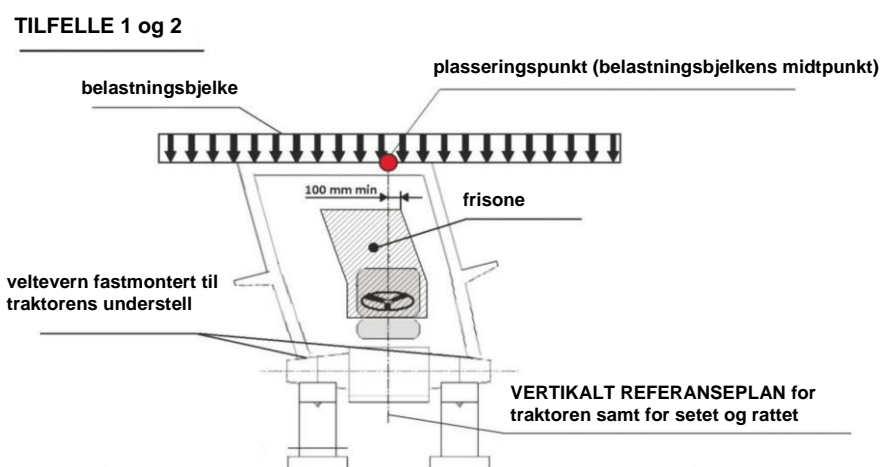 TILFELLE 1 og 2
plasseringspunkt (belastningsbjelkens midtpunkt)
belastningsbjelke
100 mm min
frisone
veltevern fastmontert til
traktorens understell
VERTIKALT REFERANSEPLAN for
traktoren samt for setet og rattet